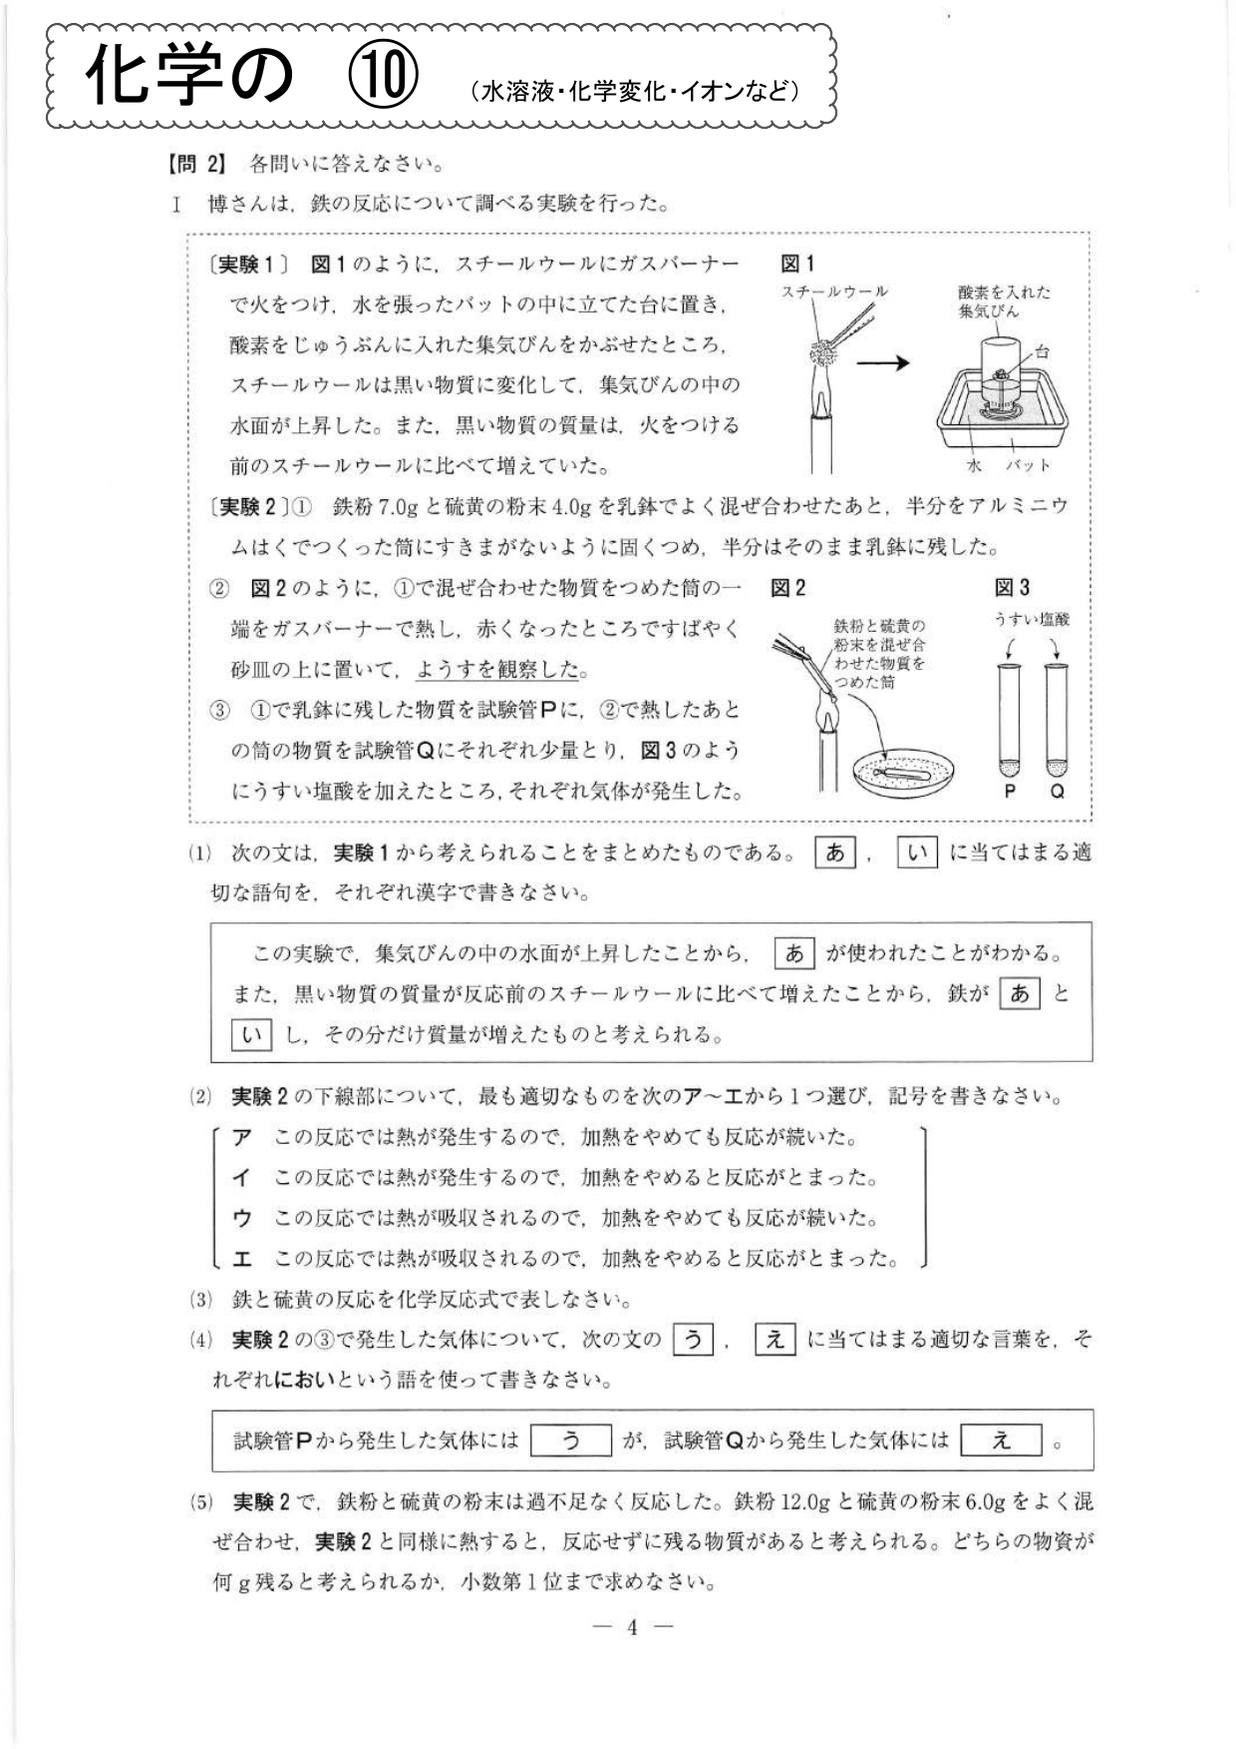 化学の ⑩ (水溶液・化学変化・イオンなど)
【問 2】 各問いに答えなさい。
Ⅰ 博さんは，鉄の反応について調べる実験を行った。
〔実験1〕 図1のように，スチールウールにガスバーナー
で火をつけ，水を張ったバットの中に立てた台に置き，
酸素をじゅうぶんに入れた集気びんをかぶせたところ，
スチールウールは黒い物質に変化して，集気びんの中の
水面が上昇した。また，黒い物質の質量は，火をつける
前のスチールウールに比べて増えていた。
図1
スチールウール
酸素を入れた
集気びん
台
水 バット
〔実験2〕① 鉄粉7.0gと硫黄の粉末4.0gを乳鉢でよく混ぜ合わせたあと，半分をアルミニウ
ムはくでつくった筒にすきまがないように固くつめ，半分はそのまま乳鉢に残した。
② 図2のように，①で混ぜ合わせた物質をつめた筒の一
端をガスバーナーで熱し，赤くなったところですばやく
砂皿の上に置いて，ようすを観察した。
③ ①で乳鉢に残した物質を試験管Pに，②で熱したあと
の筒の物質を試験管Qにそれぞれ少量とり，図3のよう
にうすい塩酸を加えたところ，それぞれ気体が発生した。
図2
鉄粉と硫黄の
粉末を混ぜ合
わせた物質を
つめた筒
図3
うすい塩酸
P Q
(1) 次の文は，実験1から考えられることをまとめたものである。 あ ， い に当てはまる適
切な語句を，それぞれ漢字で書きなさい。
この実験で，集気びんの中の水面が上昇したことから， あ が使われたことがわかる。
また，黒い物質の質量が反応前のスチールウールに比べて増えたことから，鉄が あ と
い し，その分だけ質量が増えたものと考えられる。
(2) 実験2の下線部について，最も適切なものを次のア～エから1つ選び，記号を書きなさい。
ア この反応では熱が発生するので，加熱をやめても反応が続いた。
イ この反応では熱が発生するので，加熱をやめると反応がとまった。
ウ この反応では熱が吸収されるので，加熱をやめても反応が続いた。
エ この反応では熱が吸収されるので，加熱をやめると反応がとまった。
(3) 鉄と硫黄の反応を化学反応式で表しなさい。
(4) 実験2の③で発生した気体について，次の文の う ， え に当てはまる適切な言葉を，そ
れぞれにおいという語を使って書きなさい。
試験管Pから発生した気体には う が，試験管Qから発生した気体には え 。
(5) 実験2で，鉄粉と硫黄の粉末は過不足なく反応した。鉄粉12.0gと硫黄の粉末6.0gをよく混
ぜ合わせ，実験2と同様に熱すると，反応せずに残る物質があると考えられる。どちらの物資が
何g残ると考えられるか，小数第1位まで求めなさい。
— 4 —